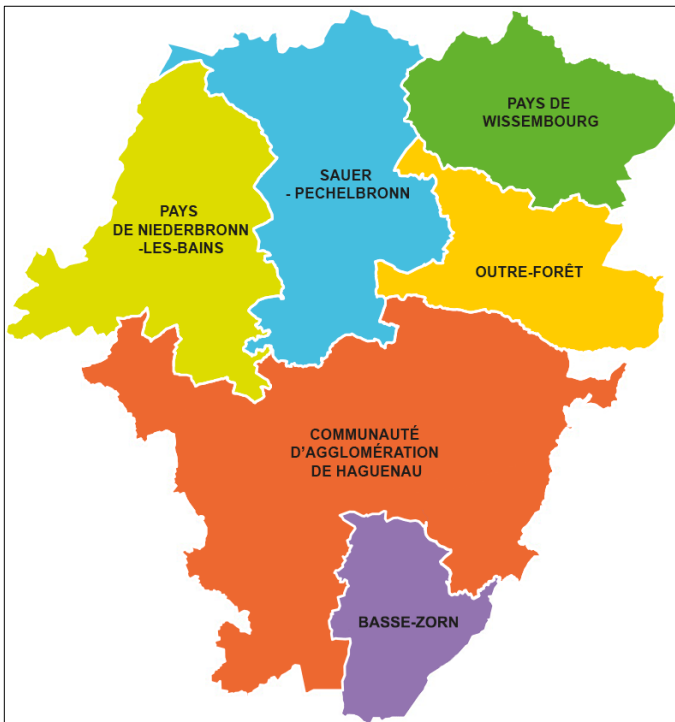 PAYS DE
WISSEMBOURG
SAUER
- PECHELBRONN
PAYS
DE NIEDERBRONN
-LES-BAINS
OUTRE-FORÊT
COMMUNAUTÉ
D’AGGLOMÉRATION
DE HAGUENAU
BASSE-ZORN